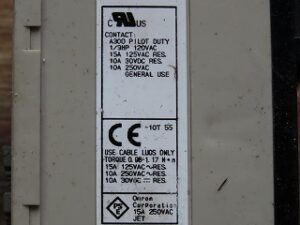 C UL US
CONTACT:
A300 PILOT DUTY
1/3HP 120VAC
15A 125VAC RES.
10A 30VDC RES.
10A 250VAC
GENERAL USE
CE -10T 55
USE CABLE LUGS ONLY
TORQUE 0.98-1.17 N•m
15A 125VAC~RES.
10A 250VAC~RES.
10A 30VDC⎓RES.
PS E
Omron
Corporation
15A 250VAC
JET